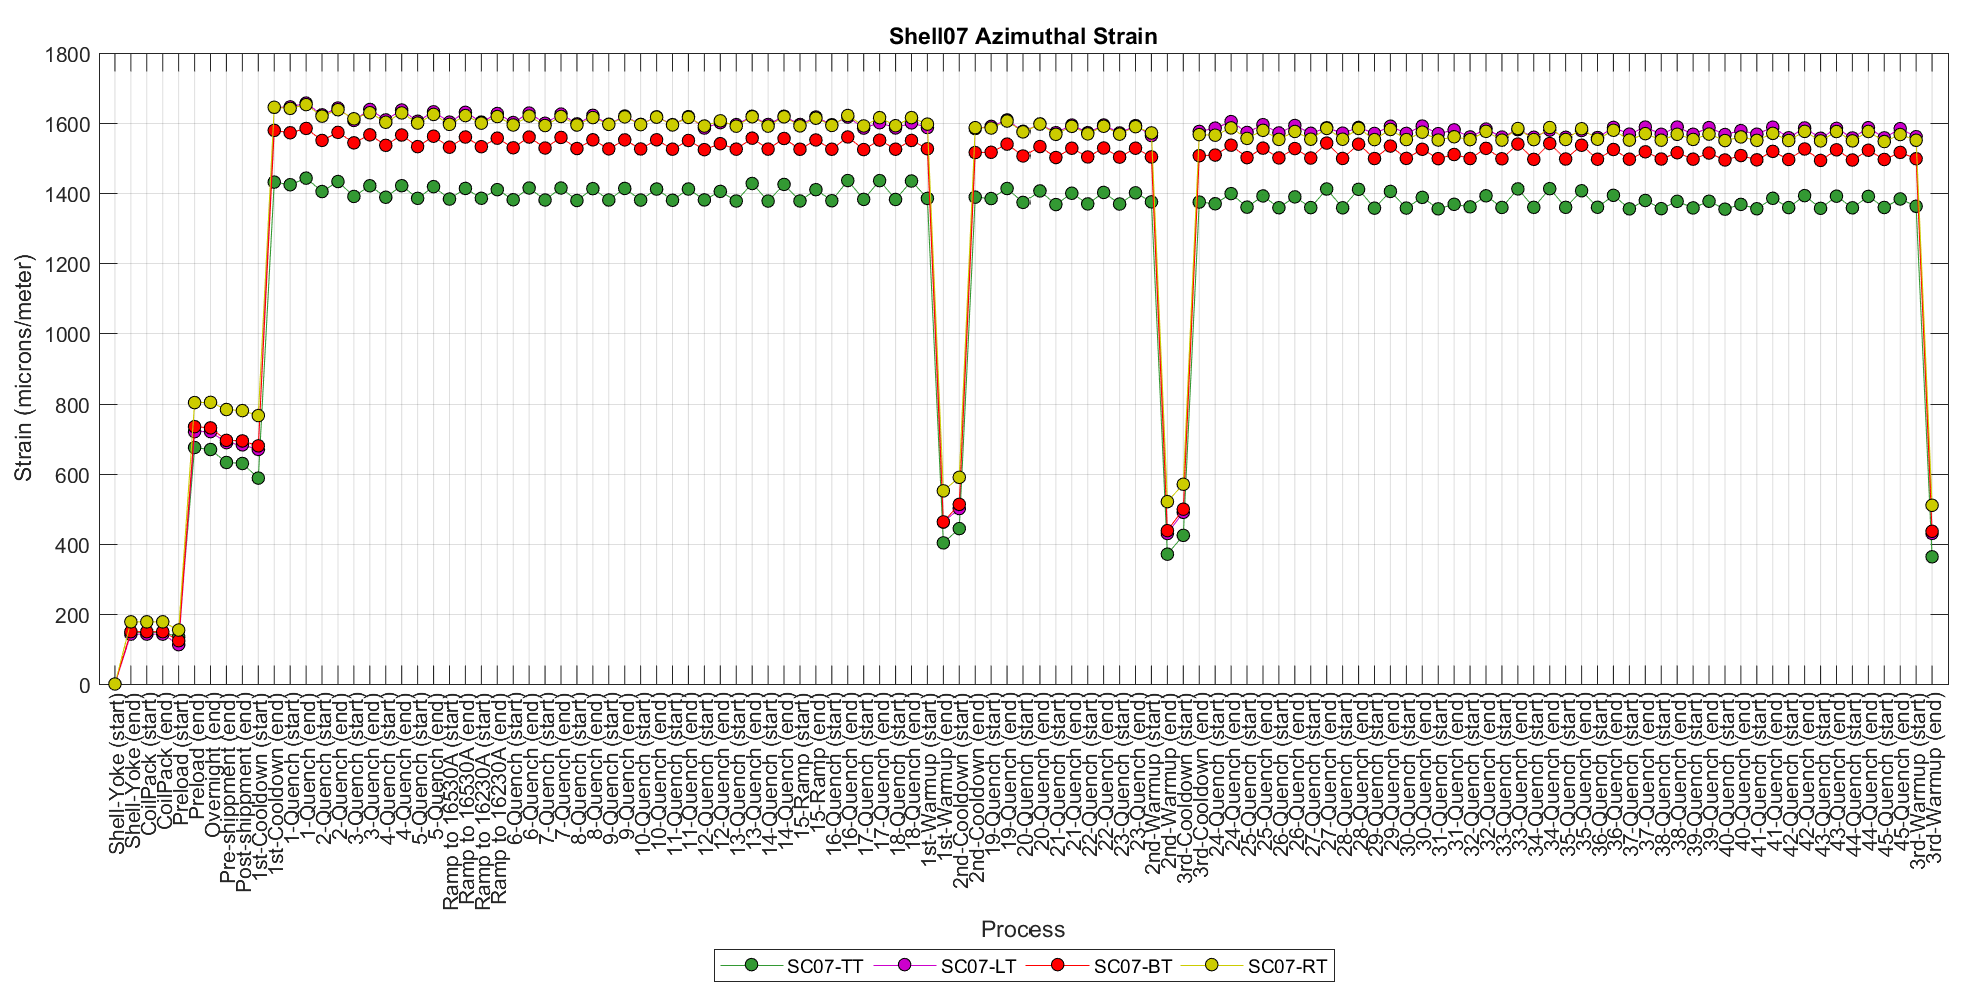 Shell07 Azimuthal Strain
1800
1600
1400
1200
1000
800
600
400
200
0
Strain (microns/meter)
Shell-Yoke (start)
Shell-Yoke (end)
CoilPack (start)
CoilPack (end)
Preload (start)
Preload (end)
Overnight (end)
Pre-shippment (end)
Post-shippment (end)
1st-Cooldown (start)
1st-Cooldown (end)
1-Quench (start)
1-Quench (end)
2-Quench (start)
2-Quench (end)
3-Quench (start)
3-Quench (end)
4-Quench (start)
4-Quench (end)
5-Quench (start)
5-Quench (end)
Ramp to 16530A (start)
Ramp to 16530A (end)
Ramp to 16230A (start)
Ramp to 16230A (end)
6-Quench (start)
6-Quench (end)
7-Quench (start)
7-Quench (end)
8-Quench (start)
8-Quench (end)
9-Quench (start)
9-Quench (end)
10-Quench (start)
10-Quench (end)
11-Quench (start)
11-Quench (end)
12-Quench (start)
12-Quench (end)
13-Quench (start)
13-Quench (end)
14-Quench (start)
14-Quench (end)
15-Ramp (start)
15-Ramp (end)
16-Quench (start)
16-Quench (end)
17-Quench (start)
17-Quench (end)
18-Quench (start)
18-Quench (end)
1st-Warmup (start)
1st-Warmup (end)
2nd-Cooldown (start)
2nd-Cooldown (end)
19-Quench (start)
19-Quench (end)
20-Quench (start)
20-Quench (end)
21-Quench (start)
21-Quench (end)
22-Quench (start)
22-Quench (end)
23-Quench (start)
23-Quench (end)
2nd-Warmup (start)
2nd-Warmup (end)
3rd-Cooldown (start)
3rd-Cooldown (end)
24-Quench (start)
24-Quench (end)
25-Quench (start)
25-Quench (end)
26-Quench (start)
26-Quench (end)
27-Quench (start)
27-Quench (end)
28-Quench (start)
28-Quench (end)
29-Quench (start)
29-Quench (end)
30-Quench (start)
30-Quench (end)
31-Quench (start)
31-Quench (end)
32-Quench (start)
32-Quench (end)
33-Quench (start)
33-Quench (end)
34-Quench (start)
34-Quench (end)
35-Quench (start)
35-Quench (end)
36-Quench (start)
36-Quench (end)
37-Quench (start)
37-Quench (end)
38-Quench (start)
38-Quench (end)
39-Quench (start)
39-Quench (end)
40-Quench (start)
40-Quench (end)
41-Quench (start)
41-Quench (end)
42-Quench (start)
42-Quench (end)
43-Quench (start)
43-Quench (end)
44-Quench (start)
44-Quench (end)
45-Quench (start)
45-Quench (end)
3rd-Warmup (start)
3rd-Warmup (end)
Process
SC07-TT SC07-LT SC07-BT SC07-RT